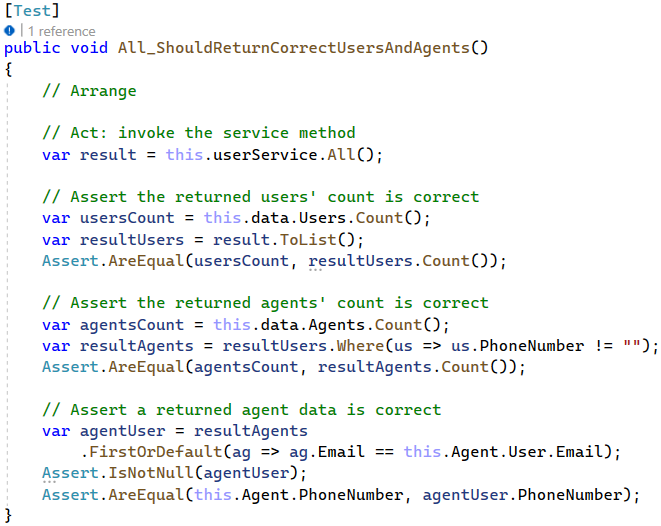 [Test]
| 1 reference
public void All_ShouldReturnCorrectUsersAndAgents()
{
    // Arrange

    // Act: invoke the service method
    var result = this.userService.All();

    // Assert the returned users' count is correct
    var usersCount = this.data.Users.Count();
    var resultUsers = result.ToList();
    Assert.AreEqual(usersCount, resultUsers.Count());

    // Assert the returned agents' count is correct
    var agentsCount = this.data.Agents.Count();
    var resultAgents = resultUsers.Where(us => us.PhoneNumber != "");
    Assert.AreEqual(agentsCount, resultAgents.Count());

    // Assert a returned agent data is correct
    var agentUser = resultAgents
        .FirstOrDefault(ag => ag.Email == this.Agent.User.Email);
    Assert.IsNotNull(agentUser);
    Assert.AreEqual(this.Agent.PhoneNumber, agentUser.PhoneNumber);
}